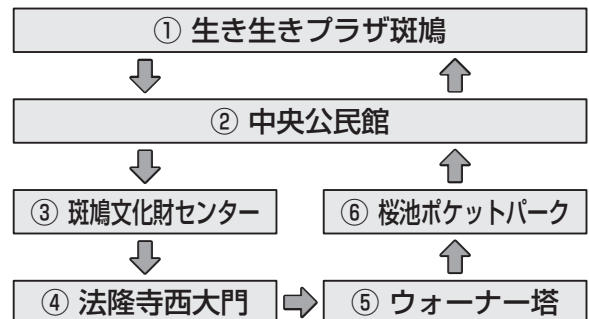 ① 生き生きプラザ斑鳩
② 中央公民館
③ 斑鳩文化財センター
⑥ 桜池ポケットパーク
④ 法隆寺西大門
⑤ ウォーナー塔